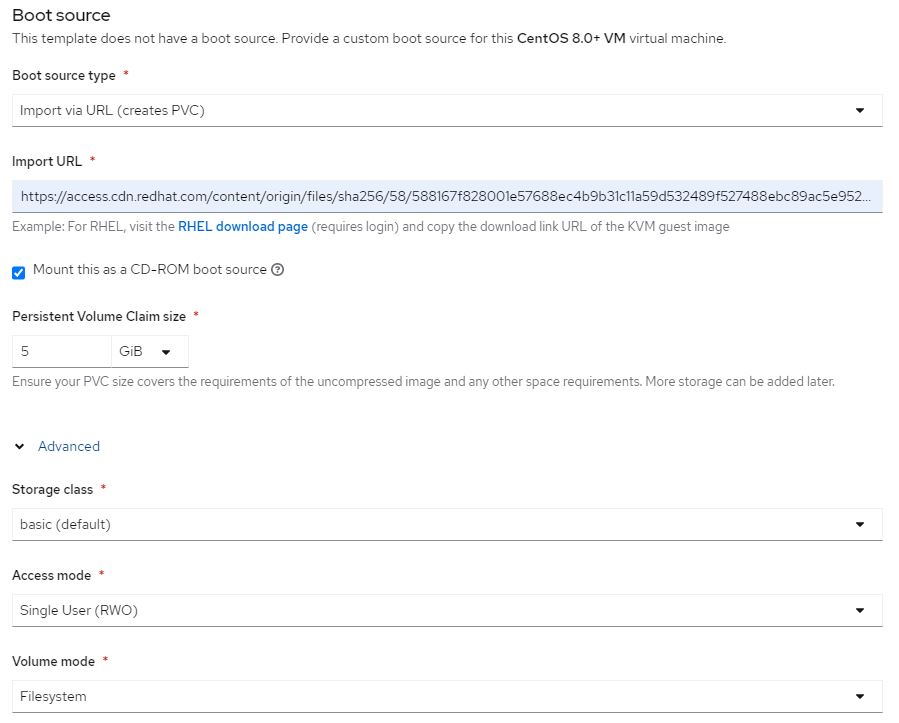 Boot source
This template does not have a boot source. Provide a custom boot source for this CentOS 8.0+ VM virtual machine.
Boot source type *
Import via URL (creates PVC)
Import URL *
https://access.cdn.redhat.com/content/origin/files/sha256/58/588167f828001e57688ec4b9b31c11a59d532489f527488ebc89ac5e952...
Example: For RHEL, visit the RHEL download page (requires login) and copy the download link URL of the KVM guest image
Mount this as a CD-ROM boot source ?
Persistent Volume Claim size *
5 GiB
Ensure your PVC size covers the requirements of the uncompressed image and any other space requirements. More storage can be added later.
Advanced
Storage class *
basic (default)
Access mode *
Single User (RWO)
Volume mode *
Filesystem